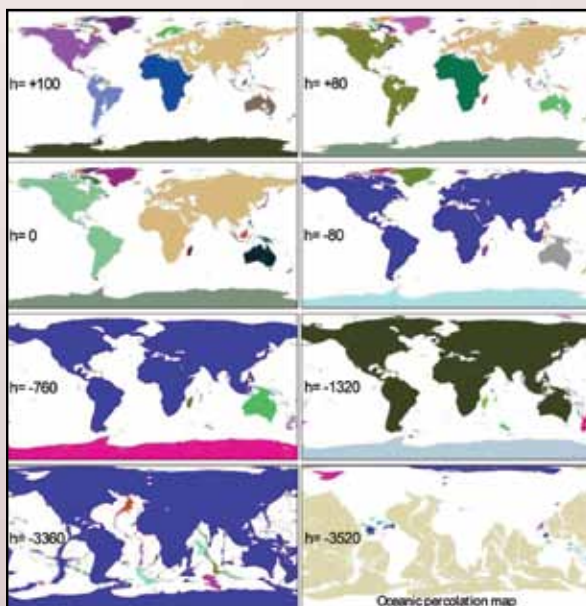 h= +100
h= +80
h= 0
h= -80
h= -760
h= -1320
h= -3360
h= -3520
Oceanic percolation map